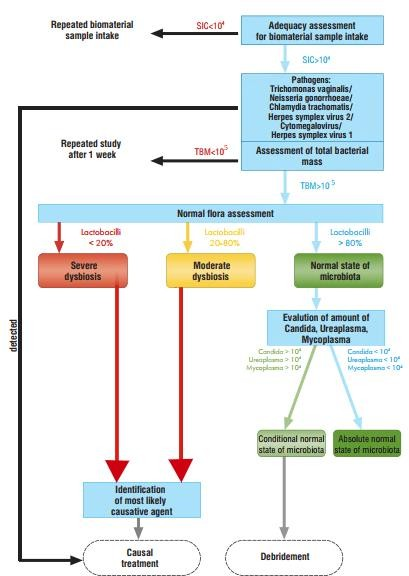 Repeated biomaterial
sample intake
SIC<10⁴
Adequacy assessment
for biomaterial sample intake
SIC>10⁴
Pathogens:
Trichomonas vaginalis/
Neisseria gonorrhoeae/
Chlamydia trachomatis/
Herpes symplex virus 2/
Cytomegalovirus/
Herpes symplex virus 1
Repeated study
after 1 week
TBM<10⁵
Assessment of total bacterial
mass
TBM>10⁵
Normal flora assessment
Lactobacilli
< 20%
Lactobacilli
20-80%
Lactobacilli
> 80%
Severe
dysbiosis
Moderate
dysbiosis
Normal state of
microbiota
Evalution of amount of
Candida, Ureaplasma,
Mycoplasma
Candida > 10⁴
Ureaplasma > 10⁴
Mycoplasma > 10⁴
Candida < 10⁴
Ureaplasma < 10⁴
Mycoplasma < 10⁴
detected
Conditional normal
state of microbiota
Absolute normal
state of microbiota
Identification
of most likely
causative agent
Causal
treatment
Debridement